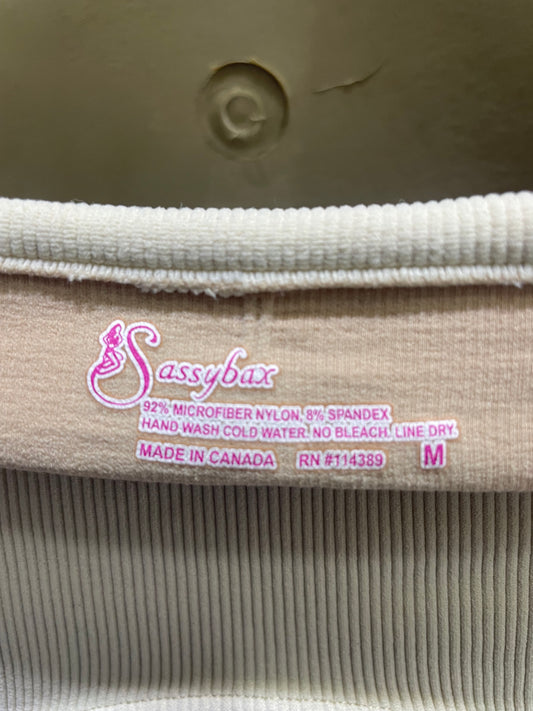 Sassybax
92% MICROFIBER NYLON, 8% SPANDEX
HAND WASH COLD WATER. NO BLEACH. LINE DRY.
MADE IN CANADA RN #114389 M